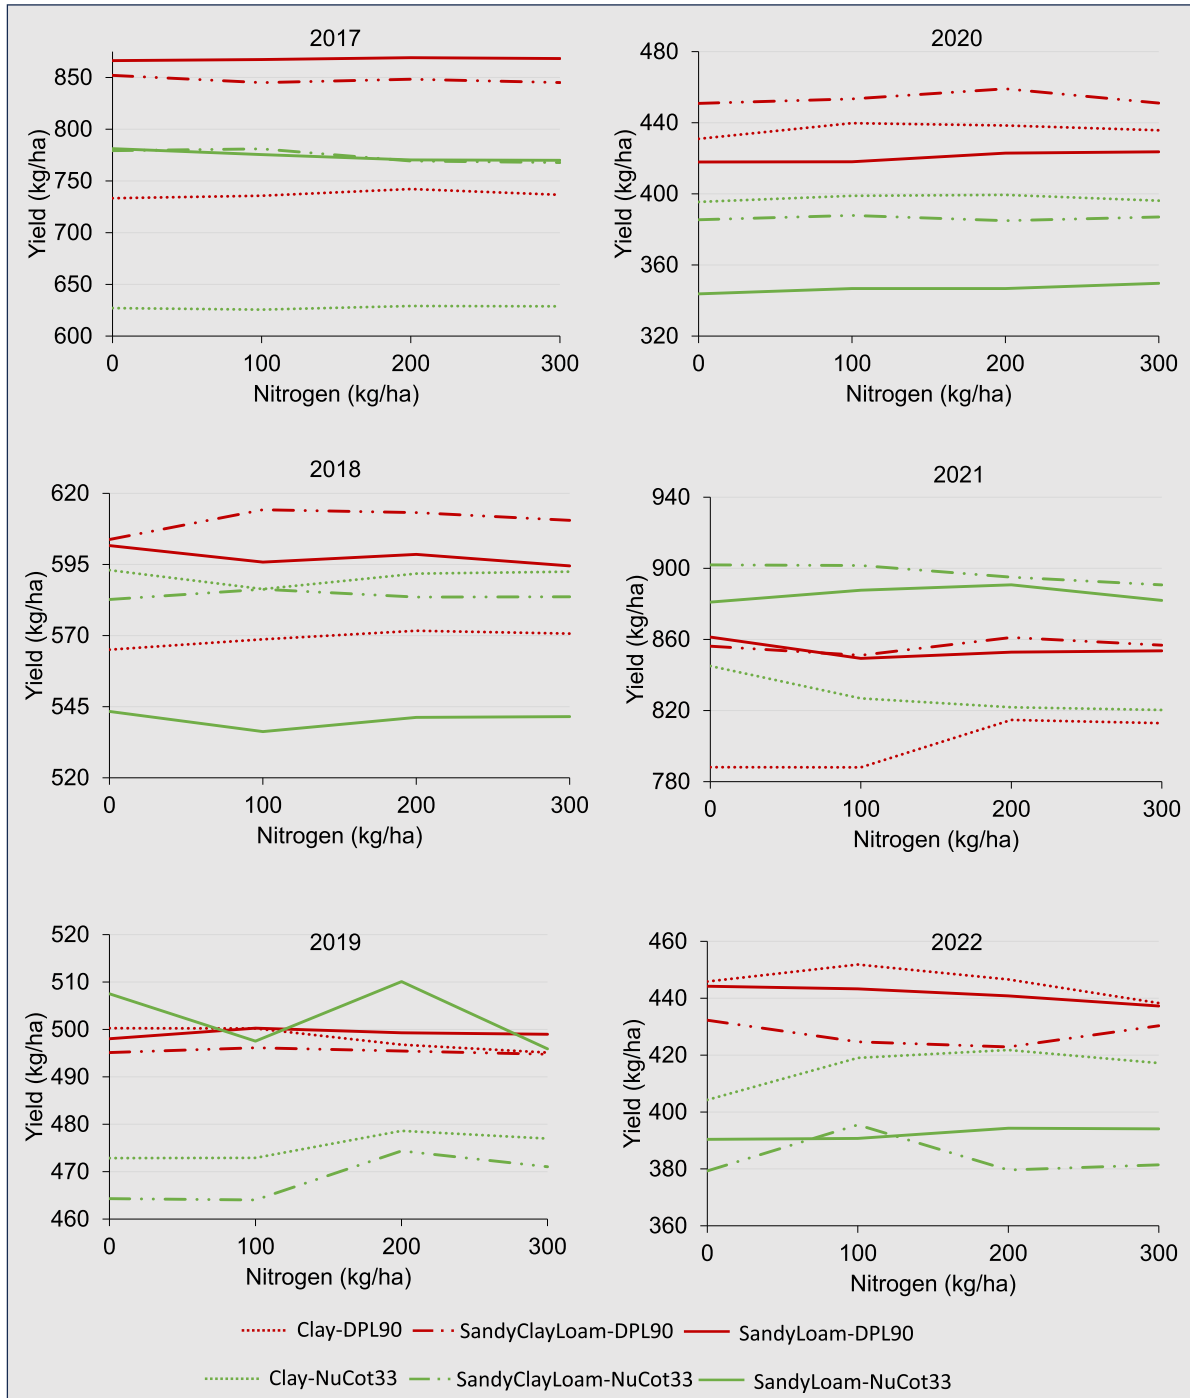 2017
850
800
750
700
650
600
Yield (kg/ha)
0 100 200 300
Nitrogen (kg/ha)
2020
480
440
400
360
320
Yield (kg/ha)
0 100 200 300
Nitrogen (kg/ha)
2018
620
595
570
545
520
Yield (kg/ha)
0 100 200 300
Nitrogen (kg/ha)
2021
940
900
860
820
780
Yield (kg/ha)
0 100 200 300
Nitrogen (kg/ha)
2019
520
510
500
490
480
470
460
Yield (kg/ha)
0 100 200 300
Nitrogen (kg/ha)
2022
460
440
420
400
380
360
Yield (kg/ha)
0 100 200 300
Nitrogen (kg/ha)
Clay-DPL90 SandyClayLoam-DPL90 SandyLoam-DPL90
Clay-NuCot33 SandyClayLoam-NuCot33 SandyLoam-NuCot33